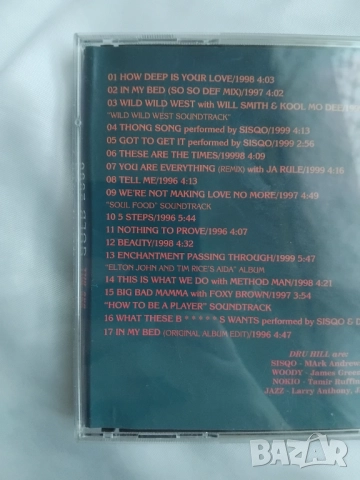 01 HOW DEEP IS YOUR LOVE/1998 4:03
02 IN MY BED (SO SO DEF MIX)/1997 4:02
03 WILD WILD WEST with WILL SMITH & KOOL MO DEE/19
"WILD WILD WEST SOUNDTRACK"
04 THONG SONG performed by SISQO/1999 4:13
05 GOT TO GET IT performed by SISQO/1999 2:56
06 THESE ARE THE TIMES/19998 4:09
07 YOU ARE EVERYTHING (REMIX) with JA RULE/1999 4:16
08 TELL ME/1996 4:13
09 WE'RE NOT MAKING LOVE NO MORE/1997 4:49
"SOUL FOOD" SOUNDTRACK
10 5 STEPS/1996 5:44
11 NOTHING TO PROVE/1996 4:07
12 BEAUTY/1998 4:32
13 ENCHANTMENT PASSING THROUGH/1999 5:47
"ELTON JOHN AND TIM RICE'S AIDA" ALBUM
14 THIS IS WHAT WE DO with METHOD MAN/1998 4:21
15 BIG BAD MAMMA with FOXY BROWN/1997 3:54
"HOW TO BE A PLAYER" SOUNDTRACK
16 WHAT THESE B*****S WANTS performed by SISQO & D
17 IN MY BED (ORIGINAL ALBUM EDIT)/1996 4:47
DRU HILL are:
SISQO - MArk Andrew
WOODY - James Green
NOKIO - Tamir Ruffin
JAZZ - Larry Anthony, J
bazar